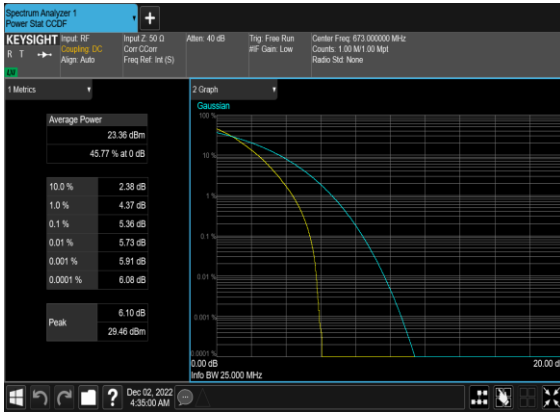 Spectrum Analyzer 1
Power Stat CCDF
+
KEYSIGHT
R T
LW
Input: RF
Coupling: DC
Align: Auto
Input Z: 50 Ω
Corr CCorr
Freq Ref: Int (S)
Atten: 40 dB
Trig: Free Run
#IF Gain: Low
Center Freq: 673.000000 MHz
Counts: 1.00 M/1.00 Mpt
Radio Std: None
1 Metrics
Average Power
23.36 dBm
45.77 % at 0 dB
10.0 % 2.38 dB
1.0 % 4.37 dB
0.1 % 5.36 dB
0.01 % 5.73 dB
0.001 % 5.91 dB
0.0001 % 6.08 dB
Peak
6.10 dB
29.46 dBm
2 Graph
Gaussian
100 %
10 %
1 %
0.1 %
0.01 %
0.001 %
0.0001 %
0.00 dB
20.00 d
Info BW 25.000 MHz
?
Dec 02, 2022
4:35:00 AM